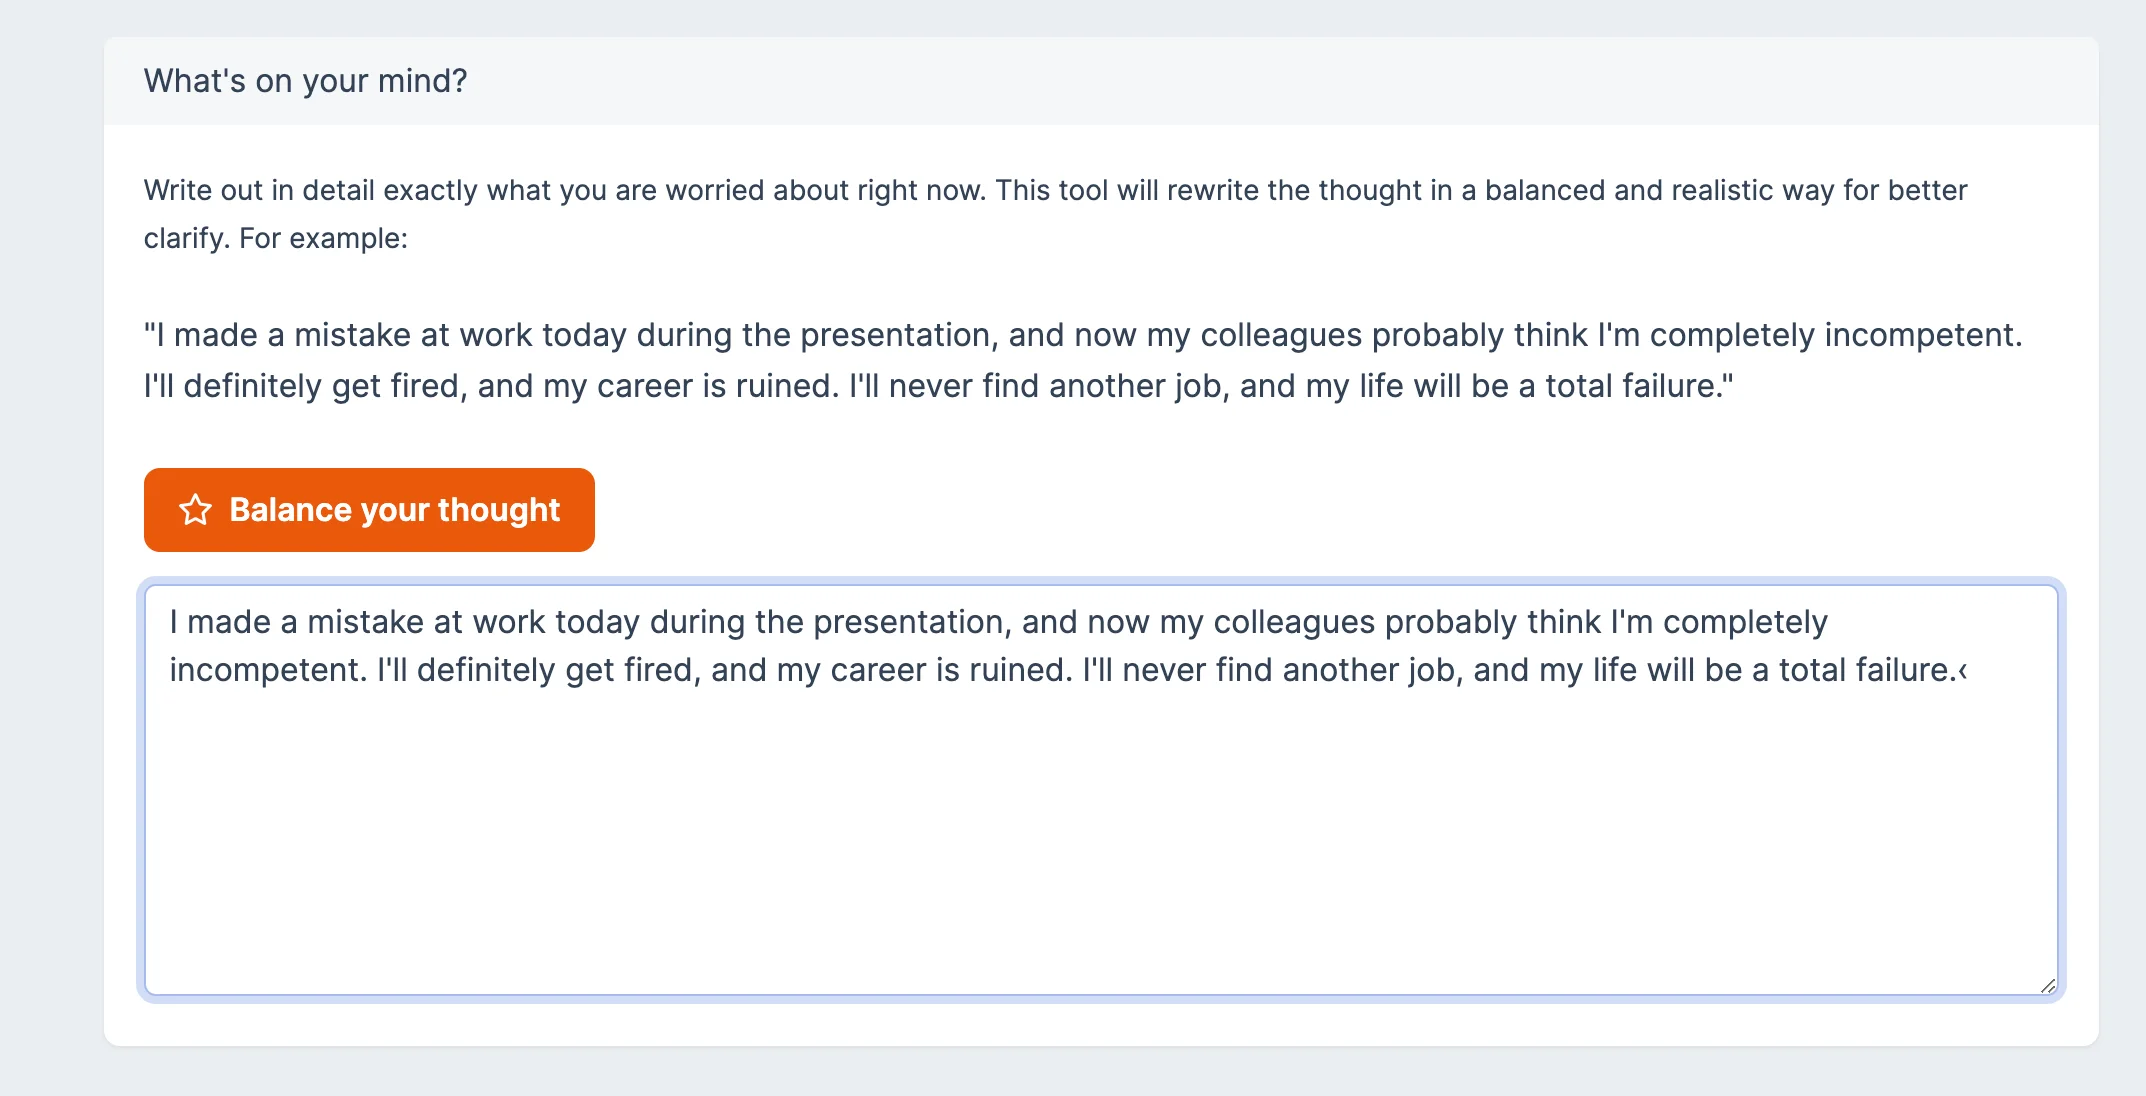 What's on your mind?
Write out in detail exactly what you are worried about right now. This tool will rewrite the thought in a balanced and realistic way for better
clarify. For example:
"I made a mistake at work today during the presentation, and now my colleagues probably think I'm completely incompetent.
I'll definitely get fired, and my career is ruined. I'll never find another job, and my life will be a total failure."
Balance your thought
I made a mistake at work today during the presentation, and now my colleagues probably think I'm completely
incompetent. I'll definitely get fired, and my career is ruined. I'll never find another job, and my life will be a total failure.‹